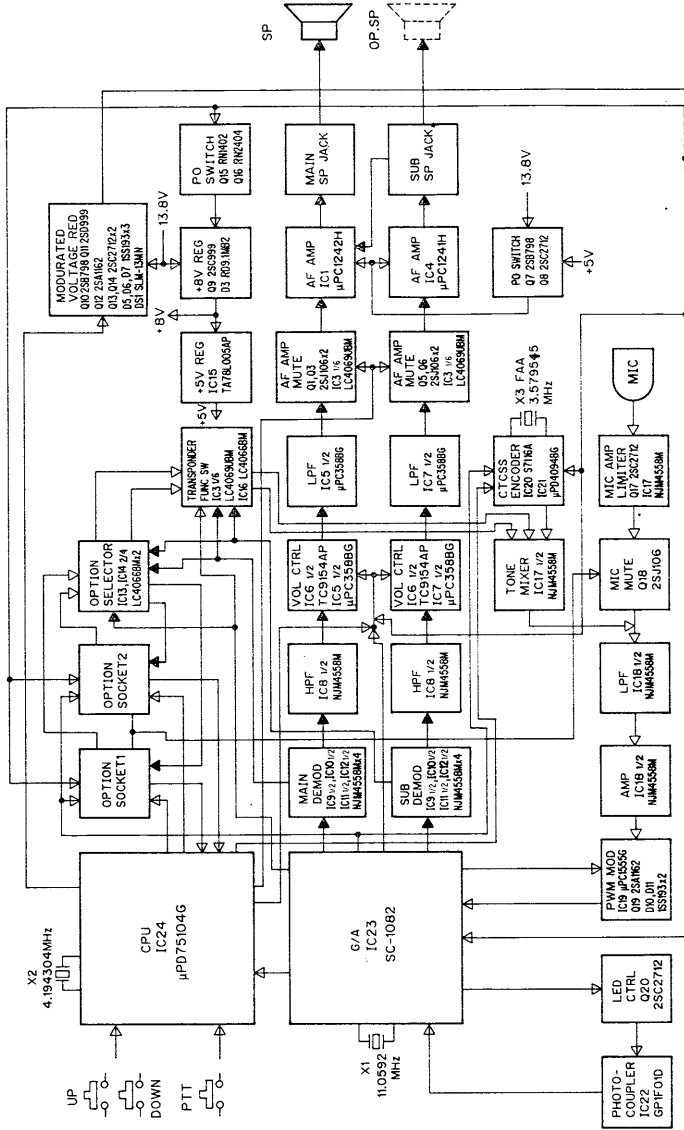 SP
OP.SP
MODURATED
VOLTAGE RED
Q10 2SB798 Q11 2SD999
Q12 2SA1162
Q13,Q14 2SC2712x2
D5,D6,D7 1SS193x3
DS1 SLM-13MN
13.8V
PO
SWITCH
Q15 RN1402
Q16 RN2404
+8V REG
Q9 2SC999
D3 RD9.1MB2
+8V
+5V REG
IC15
TA78L005AP
+5V
TRANSPONDER
FUNC SW
IC3 1/6
LC4069UBM
IC16 LC4066BM
OPTION
SELECTOR
IC13,IC14 2/4
LC4066BMx2
OPTION
SOCKET2
OPTION
SOCKET1
MAIN
SP JACK
AF AMP
IC1
μPC1242H
AF AMP
MUTE
Q1,Q3
2SJ106x2
IC3 1/6
LC4069UBM
LPF
IC5 1/2
μPC358BG
VOL CTRL
IC6 1/2
TC9154AP
IC5 1/2
μPC358BG
HPF
IC8 1/2
NJM4558M
MAIN
DEMOD
IC9 1/2,IC10 1/2
IC11 1/2,IC12 1/2
NJM4558Mx4
SUB
SP JACK
AF AMP
IC4
μPC1241H
AF AMP
MUTE
Q5,Q6
2SJ106x2
IC3 1/6
LC4069UBM
LPF
IC7 1/2
μPC358BG
VOL CTRL
IC6 1/2
TC9154AP
IC7 1/2
μPC358BG
HPF
IC8 1/2
NJM4558M
SUB
DEMOD
IC9 1/2,IC10 1/2
IC11 1/2,IC12 1/2
NJM4558Mx4
13.8V
PO SWITCH
Q7 2SB798
Q8 2SC2712
+5V
X3 FAA
3.579545
MHz
CTCSS
ENCODER
IC20 S7116A
IC21
μPD4094BG
TONE
MIXER
IC17 1/2
NJM4558M
MIC
MIC AMP
LIMITER
Q17 2SC2712
IC17
NJM4558M
MIC
MUTE
Q18
2SJ106
LPF
IC18 1/2
NJM4558M
AMP
IC18 1/2
NJM4558M
PWM MOD
IC19 μPC1555G
Q19 2SA1162
D10,D11
1SS193x2
CPU
IC24
μPD75104G
X2
4.194304MHz
UP
DOWN
PTT
G/A
IC23
SC-1082
X1
11.0592
MHz
LED
CTRL
Q20
2SC2712
PHOTO-
COUPLER
IC22
GP1F01D